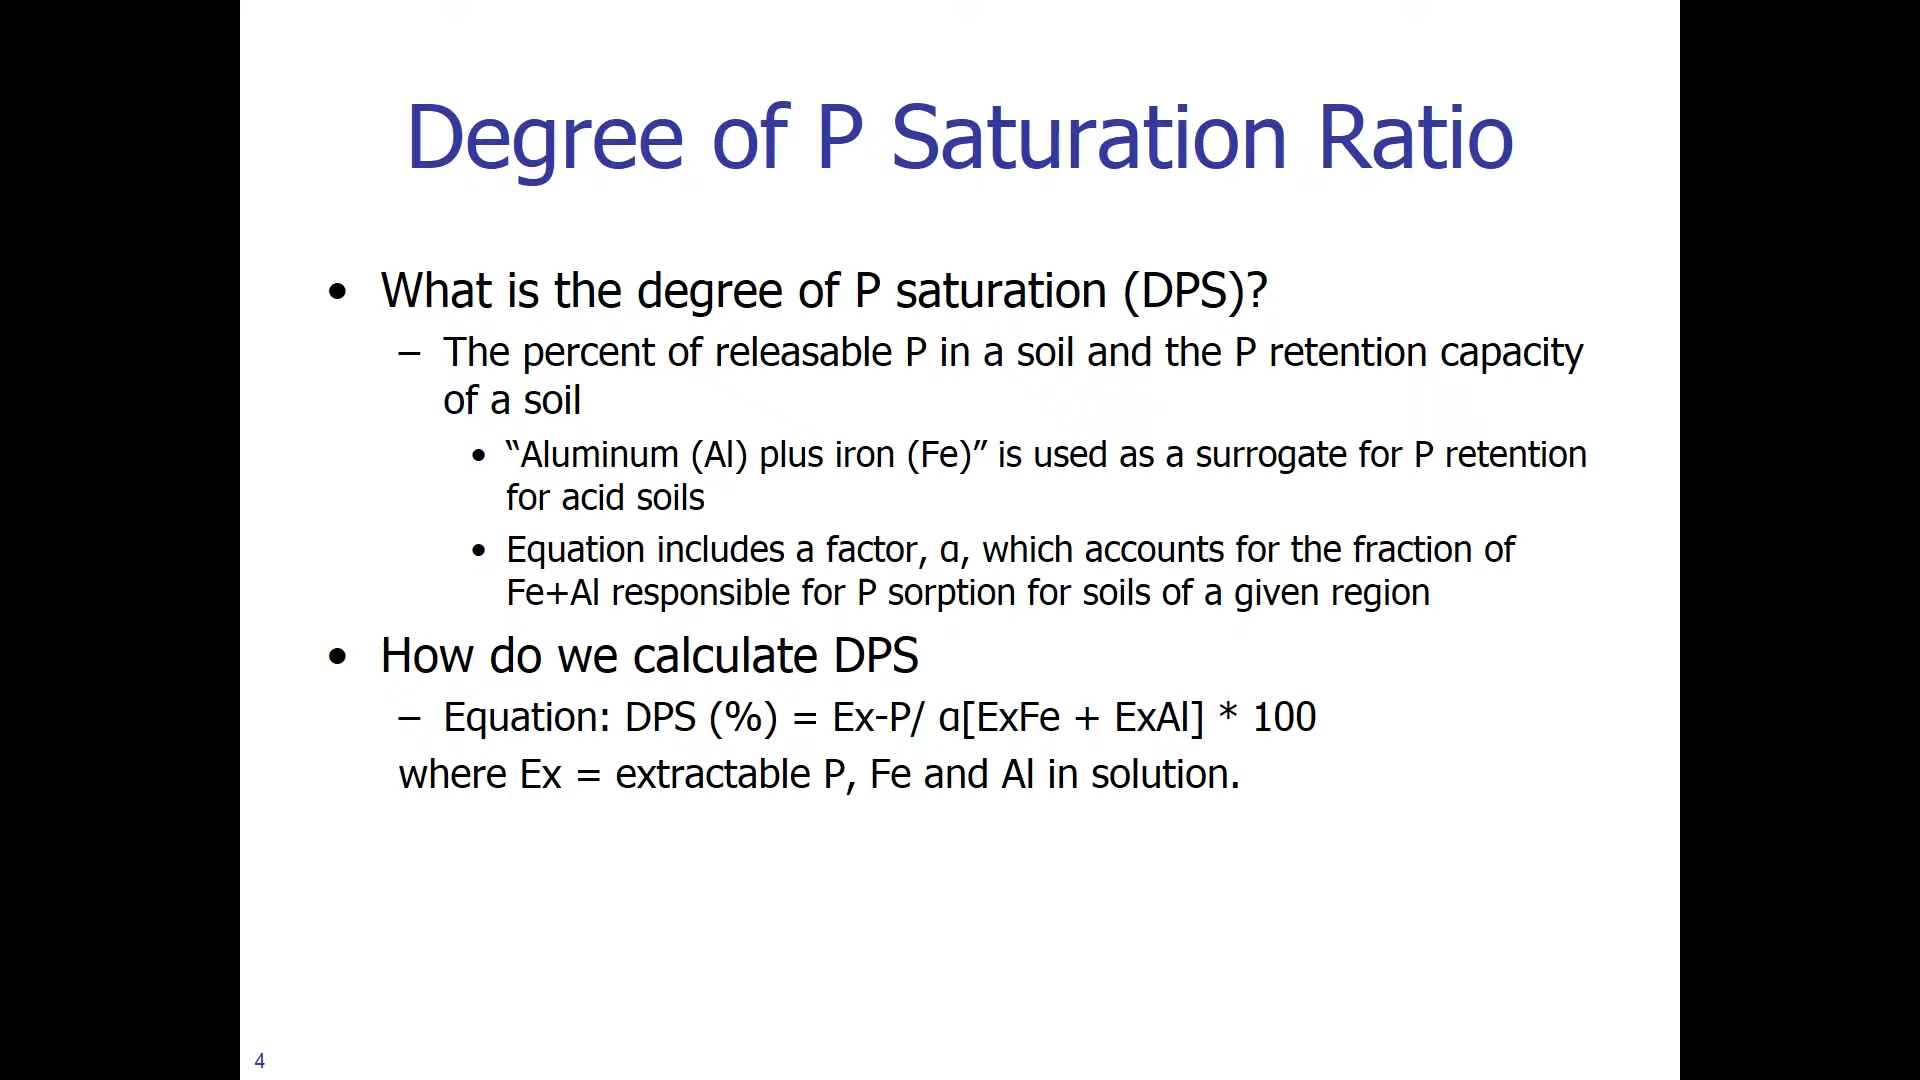 Degree of P Saturation Ratio
• What is the degree of P saturation (DPS)?
– The percent of releasable P in a soil and the P retention capacity
of a soil
• “Aluminum (Al) plus iron (Fe)” is used as a surrogate for P retention
for acid soils
• Equation includes a factor, α, which accounts for the fraction of
Fe+Al responsible for P sorption for soils of a given region
• How do we calculate DPS
– Equation: DPS (%) = Ex-P/ α[ExFe + ExAl] * 100
where Ex = extractable P, Fe and Al in solution.
4